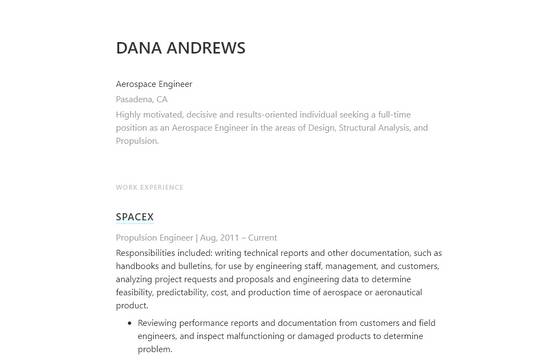 DANA ANDREWS
Aerospace Engineer
Pasadena, CA
Highly motivated, decisive and results-oriented individual seeking a full-time
position as an Aerospace Engineer in the areas of Design, Structural Analysis, and
Propulsion.
WORK EXPERIENCE
SPACEX
Propulsion Engineer | Aug, 2011 – Current
Responsibilities included: writing technical reports and other documentation, such as
handbooks and bulletins, for use by engineering staff, management, and customers,
analyzing project requests and proposals and engineering data to determine
feasibility, predictability, cost, and production time of aerospace or aeronautical
product.
• Reviewing performance reports and documentation from customers and field
engineers, and inspect malfunctioning or damaged products to determine
problem.